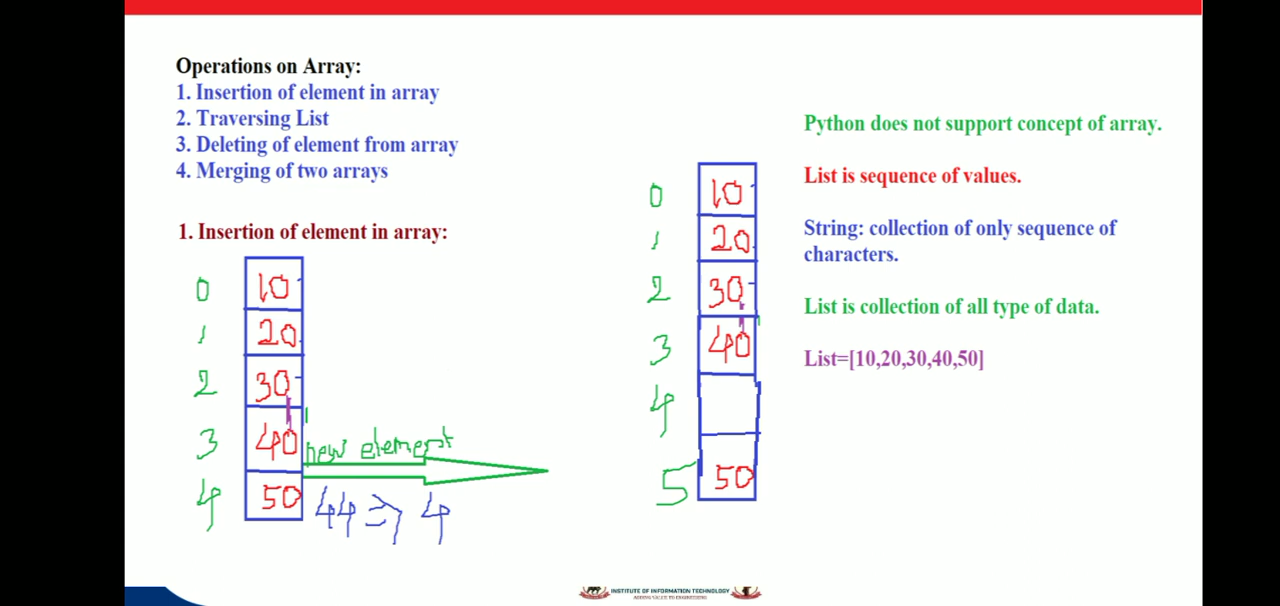 Operations on Array:
1. Insertion of element in array
2. Traversing List
3. Deleting of element from array
4. Merging of two arrays
1. Insertion of element in array:
0 10
1 20
2 30
3 40
4 50
new element
44 => 4
0 10
1 20
2 30
3 40
4
5 50
Python does not support concept of array.
List is sequence of values.
String: collection of only sequence of
characters.
List is collection of all type of data.
List=[10,20,30,40,50]
INSTITUTE OF INFORMATION TECHNOLOGY
ADDING VALUE TO ENGINEERING